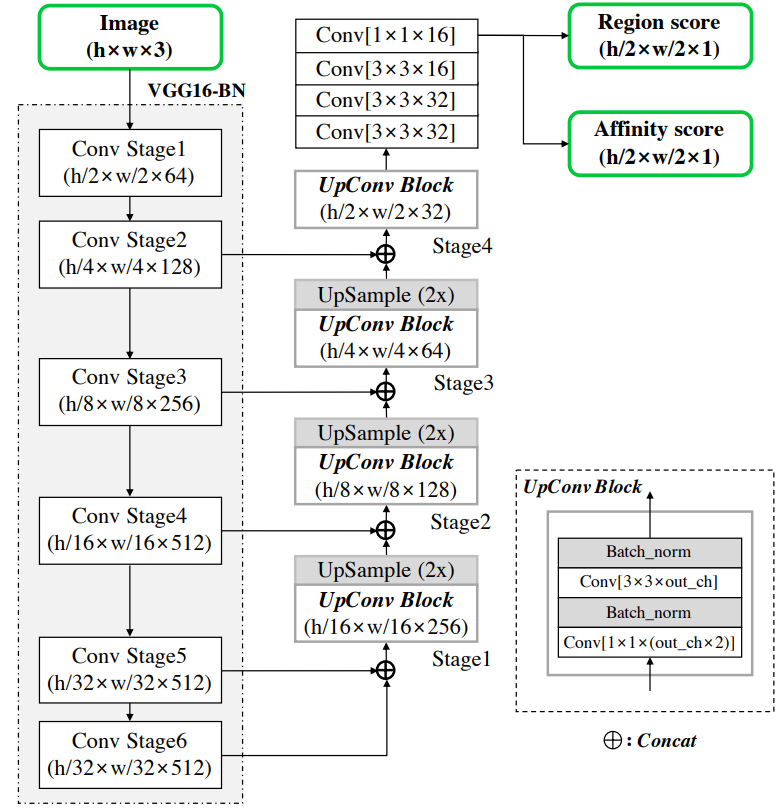 Image
(h×w×3)
VGG16-BN
Conv Stage1
(h/2×w/2×64)
Conv Stage2
(h/4×w/4×128)
Conv Stage3
(h/8×w/8×256)
Conv Stage4
(h/16×w/16×512)
Conv Stage5
(h/32×w/32×512)
Conv Stage6
(h/32×w/32×512)
Conv[1×1×16]
Conv[3×3×16]
Conv[3×3×32]
Conv[3×3×32]
UpConv Block
(h/2×w/2×32)
Stage4
UpSample (2x)
UpConv Block
(h/4×w/4×64)
Stage3
UpSample (2x)
UpConv Block
(h/8×w/8×128)
Stage2
UpSample (2x)
UpConv Block
(h/16×w/16×256)
Stage1
Region score
(h/2×w/2×1)
Affinity score
(h/2×w/2×1)
UpConv Block
Batch_norm
Conv[3×3×out_ch]
Batch_norm
Conv[1×1×(out_ch×2)]
⊕ : Concat